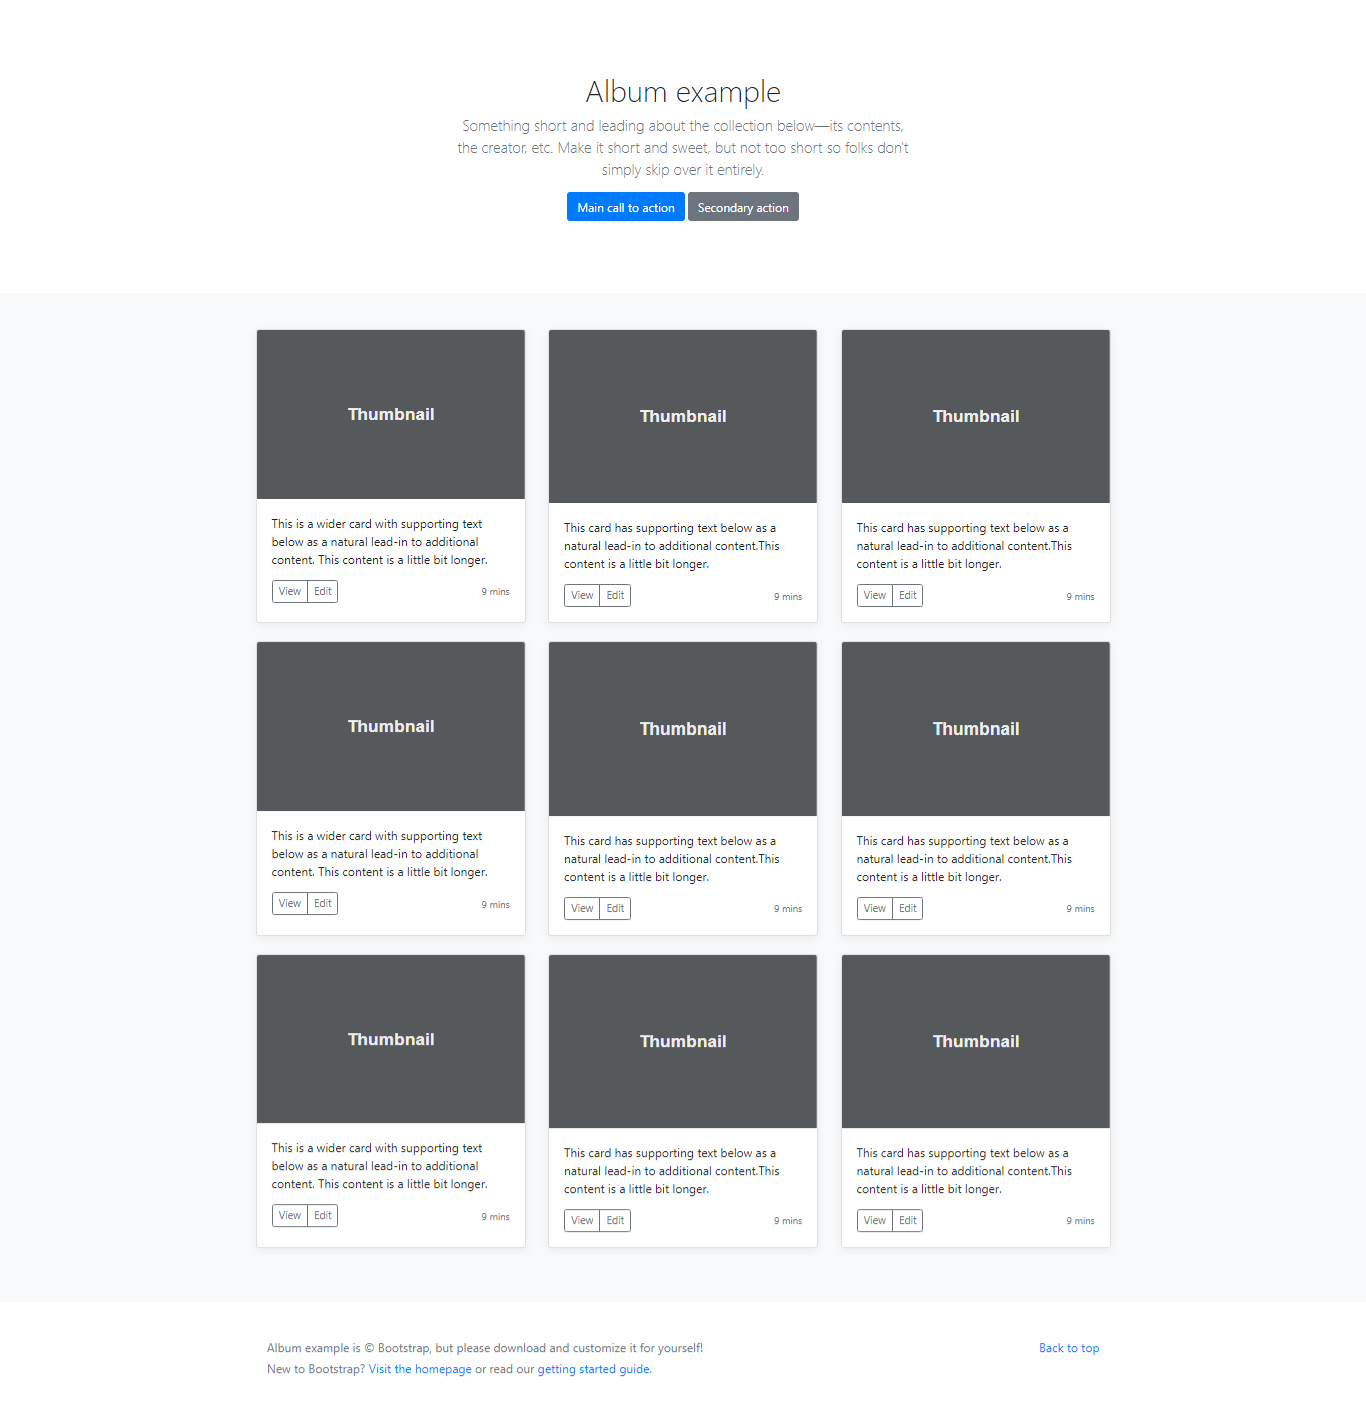 Album example
Something short and leading about the collection below—its contents,
the creator, etc. Make it short and sweet, but not too short so folks don't
simply skip over it entirely.
Main call to action Secondary action
Thumbnail
This is a wider card with supporting text
below as a natural lead-in to additional
content. This content is a little bit longer.
View Edit 9 mins
Thumbnail
This card has supporting text below as a
natural lead-in to additional content.This
content is a little bit longer.
View Edit 9 mins
Thumbnail
This card has supporting text below as a
natural lead-in to additional content.This
content is a little bit longer.
View Edit 9 mins
Thumbnail
This is a wider card with supporting text
below as a natural lead-in to additional
content. This content is a little bit longer.
View Edit 9 mins
Thumbnail
This card has supporting text below as a
natural lead-in to additional content.This
content is a little bit longer.
View Edit 9 mins
Thumbnail
This card has supporting text below as a
natural lead-in to additional content.This
content is a little bit longer.
View Edit 9 mins
Thumbnail
This is a wider card with supporting text
below as a natural lead-in to additional
content. This content is a little bit longer.
View Edit 9 mins
Thumbnail
This card has supporting text below as a
natural lead-in to additional content.This
content is a little bit longer.
View Edit 9 mins
Thumbnail
This card has supporting text below as a
natural lead-in to additional content.This
content is a little bit longer.
View Edit 9 mins
Album example is © Bootstrap, but please download and customize it for yourself!
New to Bootstrap? Visit the homepage or read our getting started guide.
Back to top